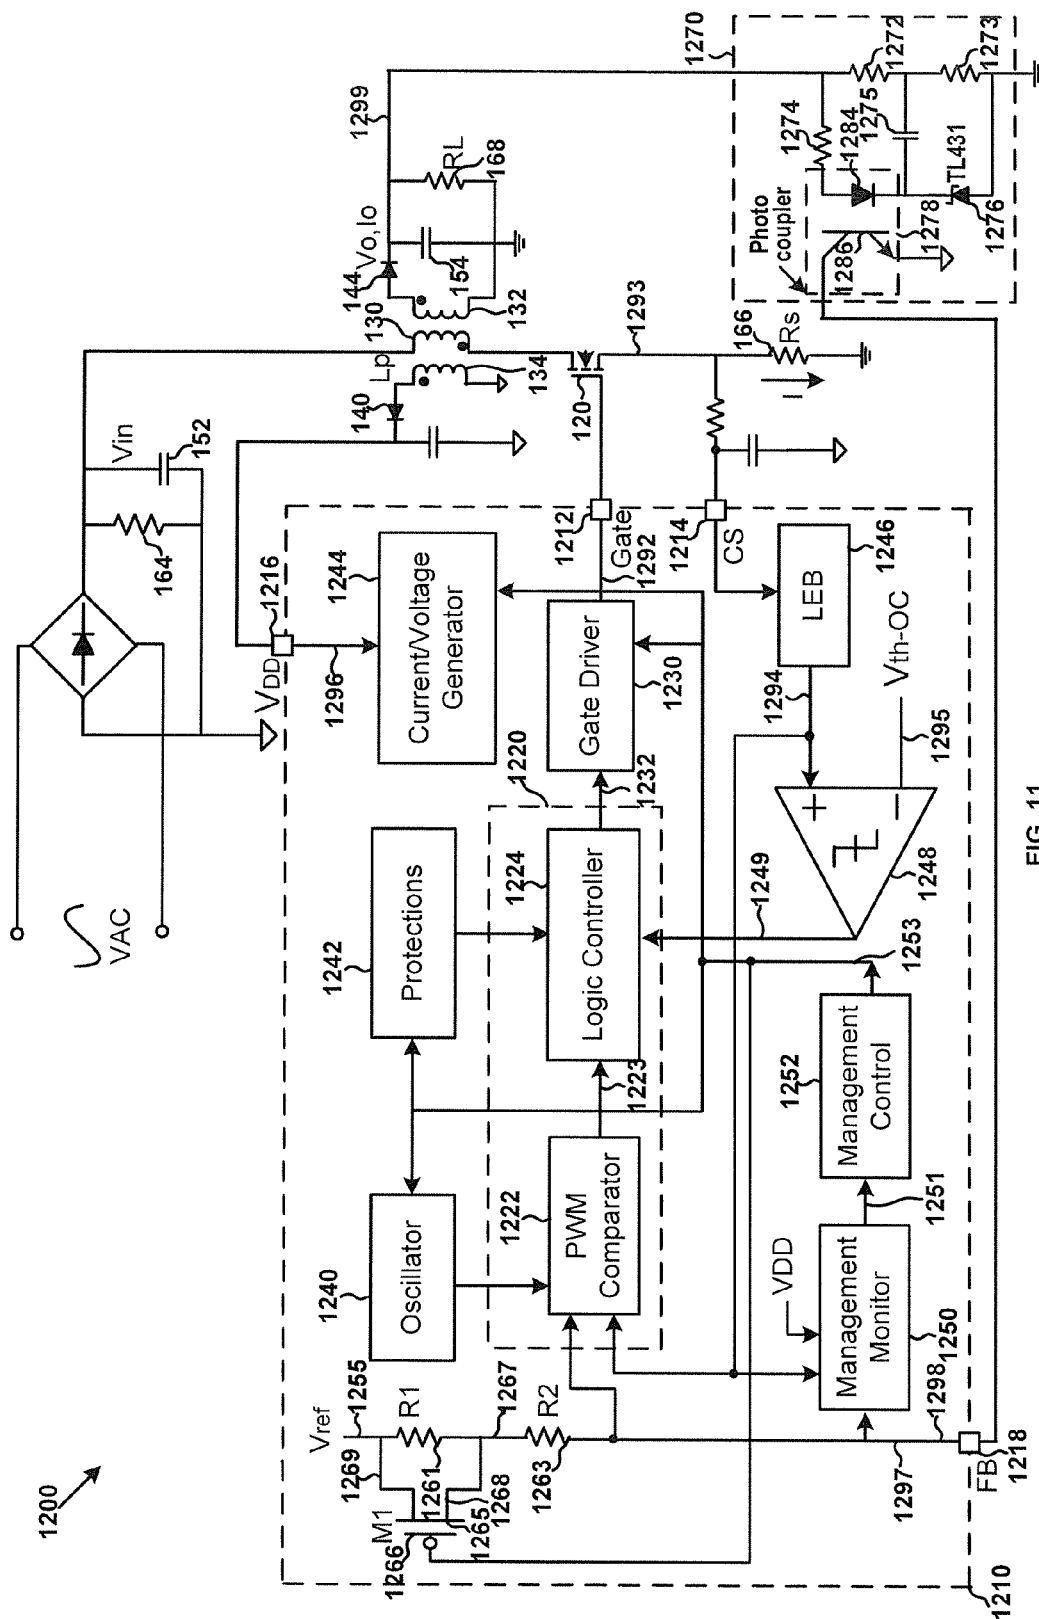 1200
VAC
164
Vin
152
VDD
1216
140
Lp
130
134
132
144
Vo,Io
154
1299
RL
168
1270
1296
Current/Voltage
Generator
1244
1242
Protections
1240
Oscillator
Vref
1255
1269
R1
1261
1267
M1
1266
1265
1268
R2
1263
1220
1222
PWM
Comparator
1223
1224
Logic Controller
1232
Gate Driver
1230
1292
Gate
1212
120
1293
1214
CS
166
Rs
I
LEB
1246
1294
Vth-OC
1295
1248
+
−
1249
1253
1252
Management
Control
1251
VDD
Management
Monitor
1250
1298
1297
FB
1218
1210
Photo
coupler
1274
1284
1272
1275
1273
TL431
1276
1278
1286
FIG. 11